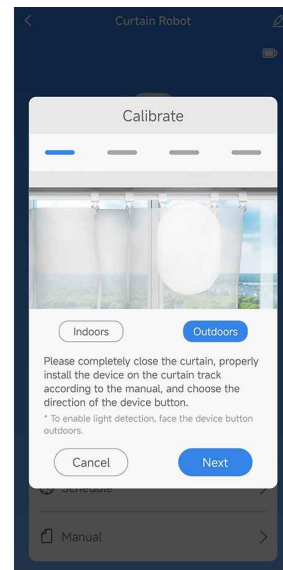 Curtain Robot
Calibrate
Indoors
Outdoors
Please completely close the curtain, properly
install the device on the curtain track
according to the manual, and choose the
direction of the device button.
* To enable light detection, face the device button
outdoors.
Cancel
Next
Schedule
Manual